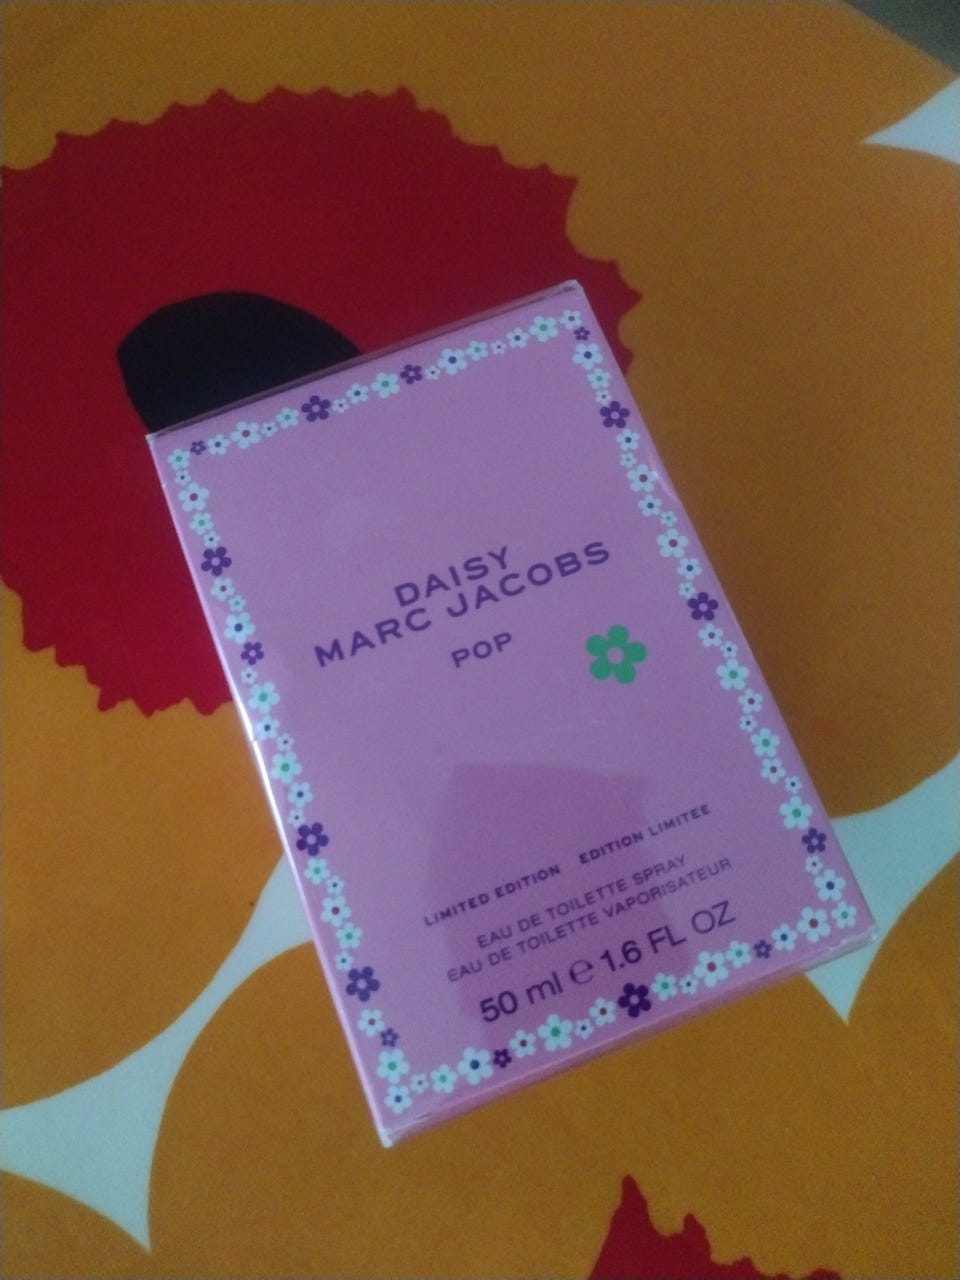 DAISY
MARC JACOBS
POP
LIMITED EDITION EDITION LIMITEE
EAU DE TOILETTE SPRAY
EAU DE TOILETTE VAPORISATEUR
50 ml ℮ 1.6 FL OZ